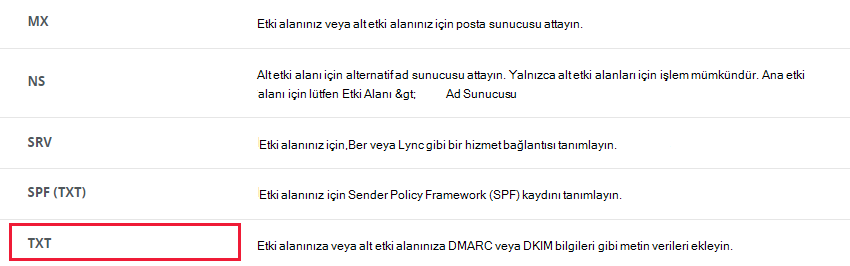 MX
Etki alanınız veya alt etki alanınız için posta sunucusu attayın.
NS
Alt etki alanı için alternatif ad sunucusu attayın. Yalnızca alt etki alanları için işlem mümkündür. Ana etki
alanı için lütfen Etki Alanı &gt; Ad Sunucusu
SRV
Etki alanınız için,Ber veya Lync gibi bir hizmet bağlantısı tanımlayın.
SPF (TXT)
Etki alanınız için Sender Policy Framework (SPF) kaydını tanımlayın.
TXT
Etki alanınıza veya alt etki alanınıza DMARC veya DKIM bilgileri gibi metin verileri ekleyin.